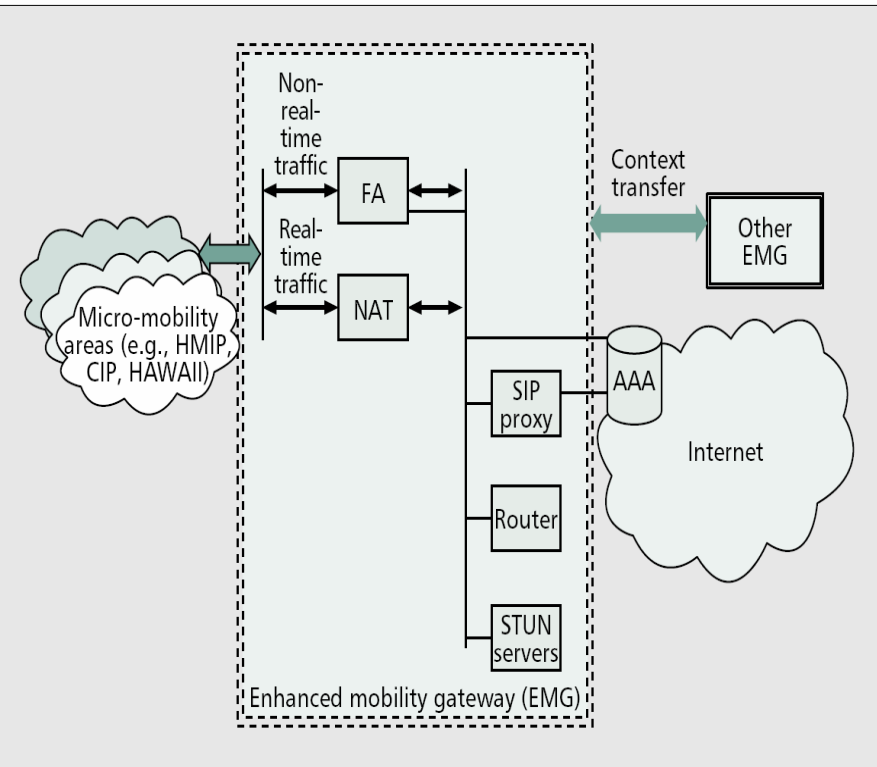 Non-
real-
time
traffic
FA
Real-
time
traffic
NAT
Micro-mobility
areas (e.g., HMIP,
CIP, HAWAII)
Context
transfer
Other
EMG
AAA
SIP
proxy
Internet
Router
STUN
servers
Enhanced mobility gateway (EMG)